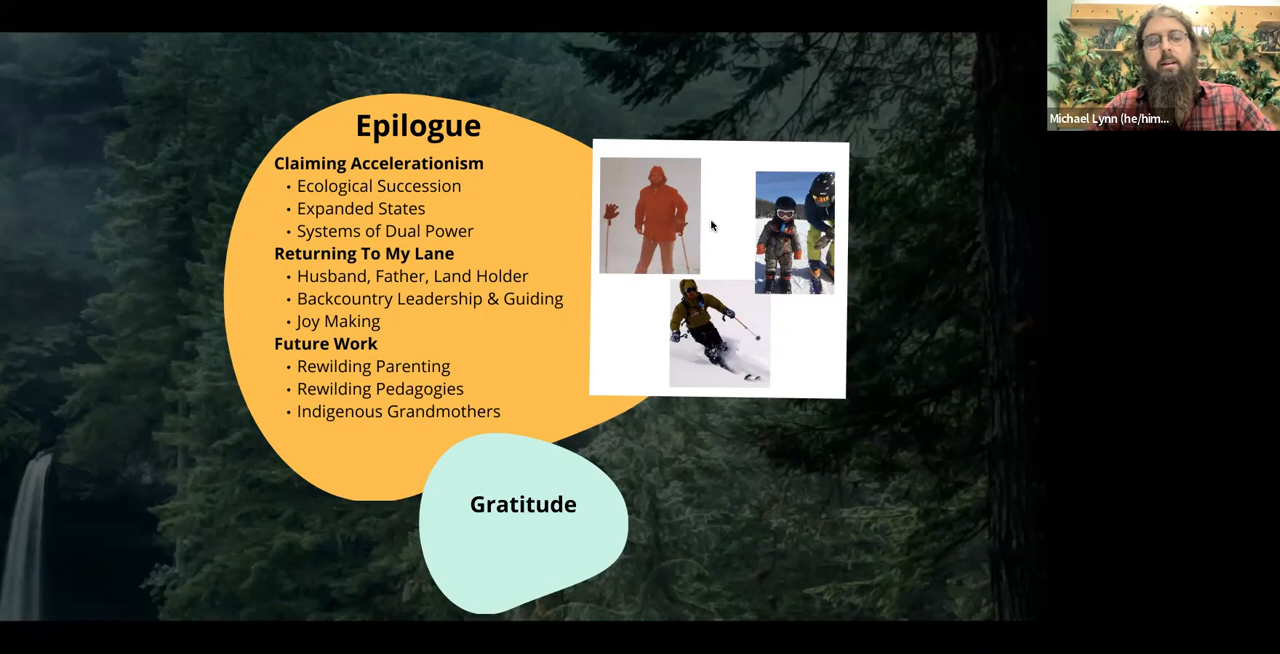 Epilogue
Claiming Accelerationism
• Ecological Succession
• Expanded States
• Systems of Dual Power
Returning To My Lane
• Husband, Father, Land Holder
• Backcountry Leadership & Guiding
• Joy Making
Future Work
• Rewilding Parenting
• Rewilding Pedagogies
• Indigenous Grandmothers
Gratitude
Michael Lynn (he/him...